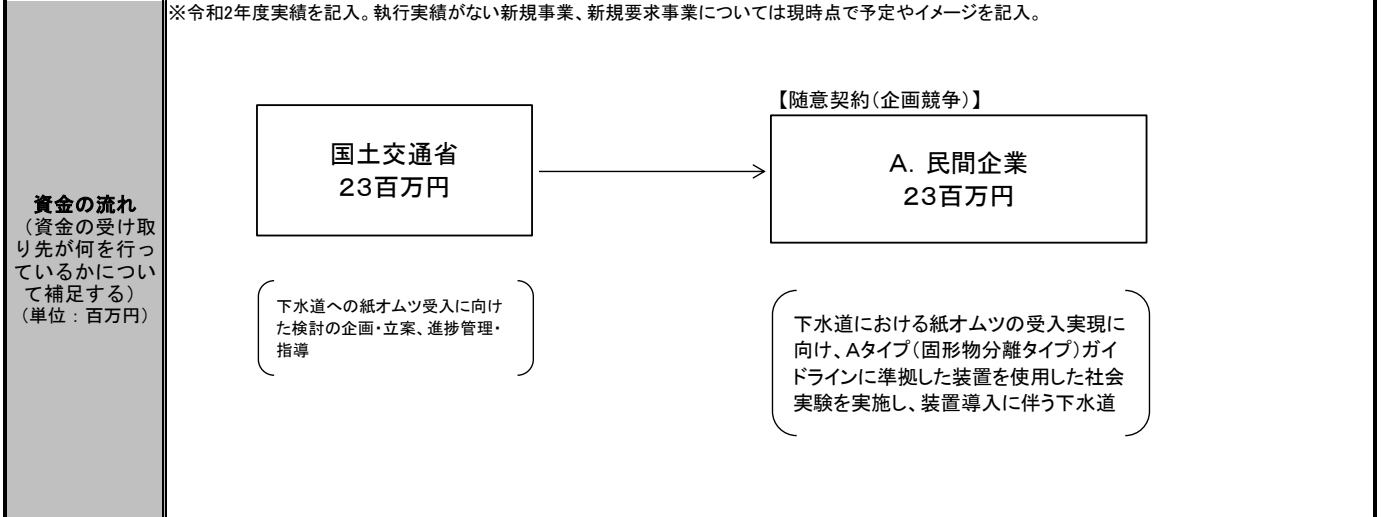 ※令和2年度実績を記入。執行実績がない新規事業、新規要求事業については現時点で予定やイメージを記入。
資金の流れ
（資金の受け取
り先が何を行っ
ているかについ
て補足する）
（単位：百万円）
国土交通省
２３百万円
下水道への紙オムツ受入に向け
た検討の企画・立案、進捗管理・
指導
【随意契約（企画競争）】
Ａ．民間企業
２３百万円
下水道における紙オムツの受入実現に
向け、Ａタイプ（固形物分離タイプ）ガイ
ドラインに準拠した装置を使用した社会
実験を実施し、装置導入に伴う下水道